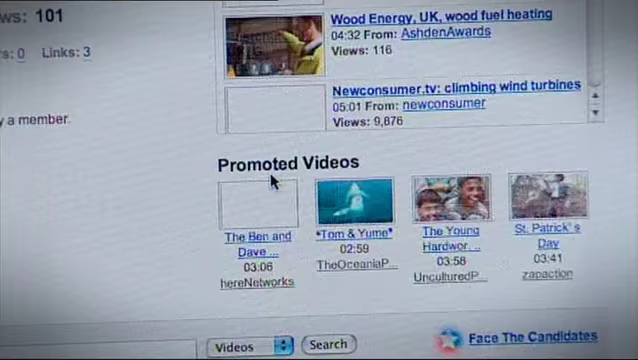 ws: 101
Wood Energy, UK, wood fuel heating
04:32 From: AshdenAwards
Views: 116
s: 0 Links: 3
Newconsumer.tv: climbing wind turbines
05:01 From: newconsumer
Views: 9,876
y a member.
Promoted Videos
The Ben and Dave ...
03:06
hereNetworks
*Tom & Yume*
02:59
TheOceaniaP...
The Young Hardwor. ..
03:58
UnculturedP...
St. Patrick's Day
03:41
zapaction
Videos
Search
Face The Candidates